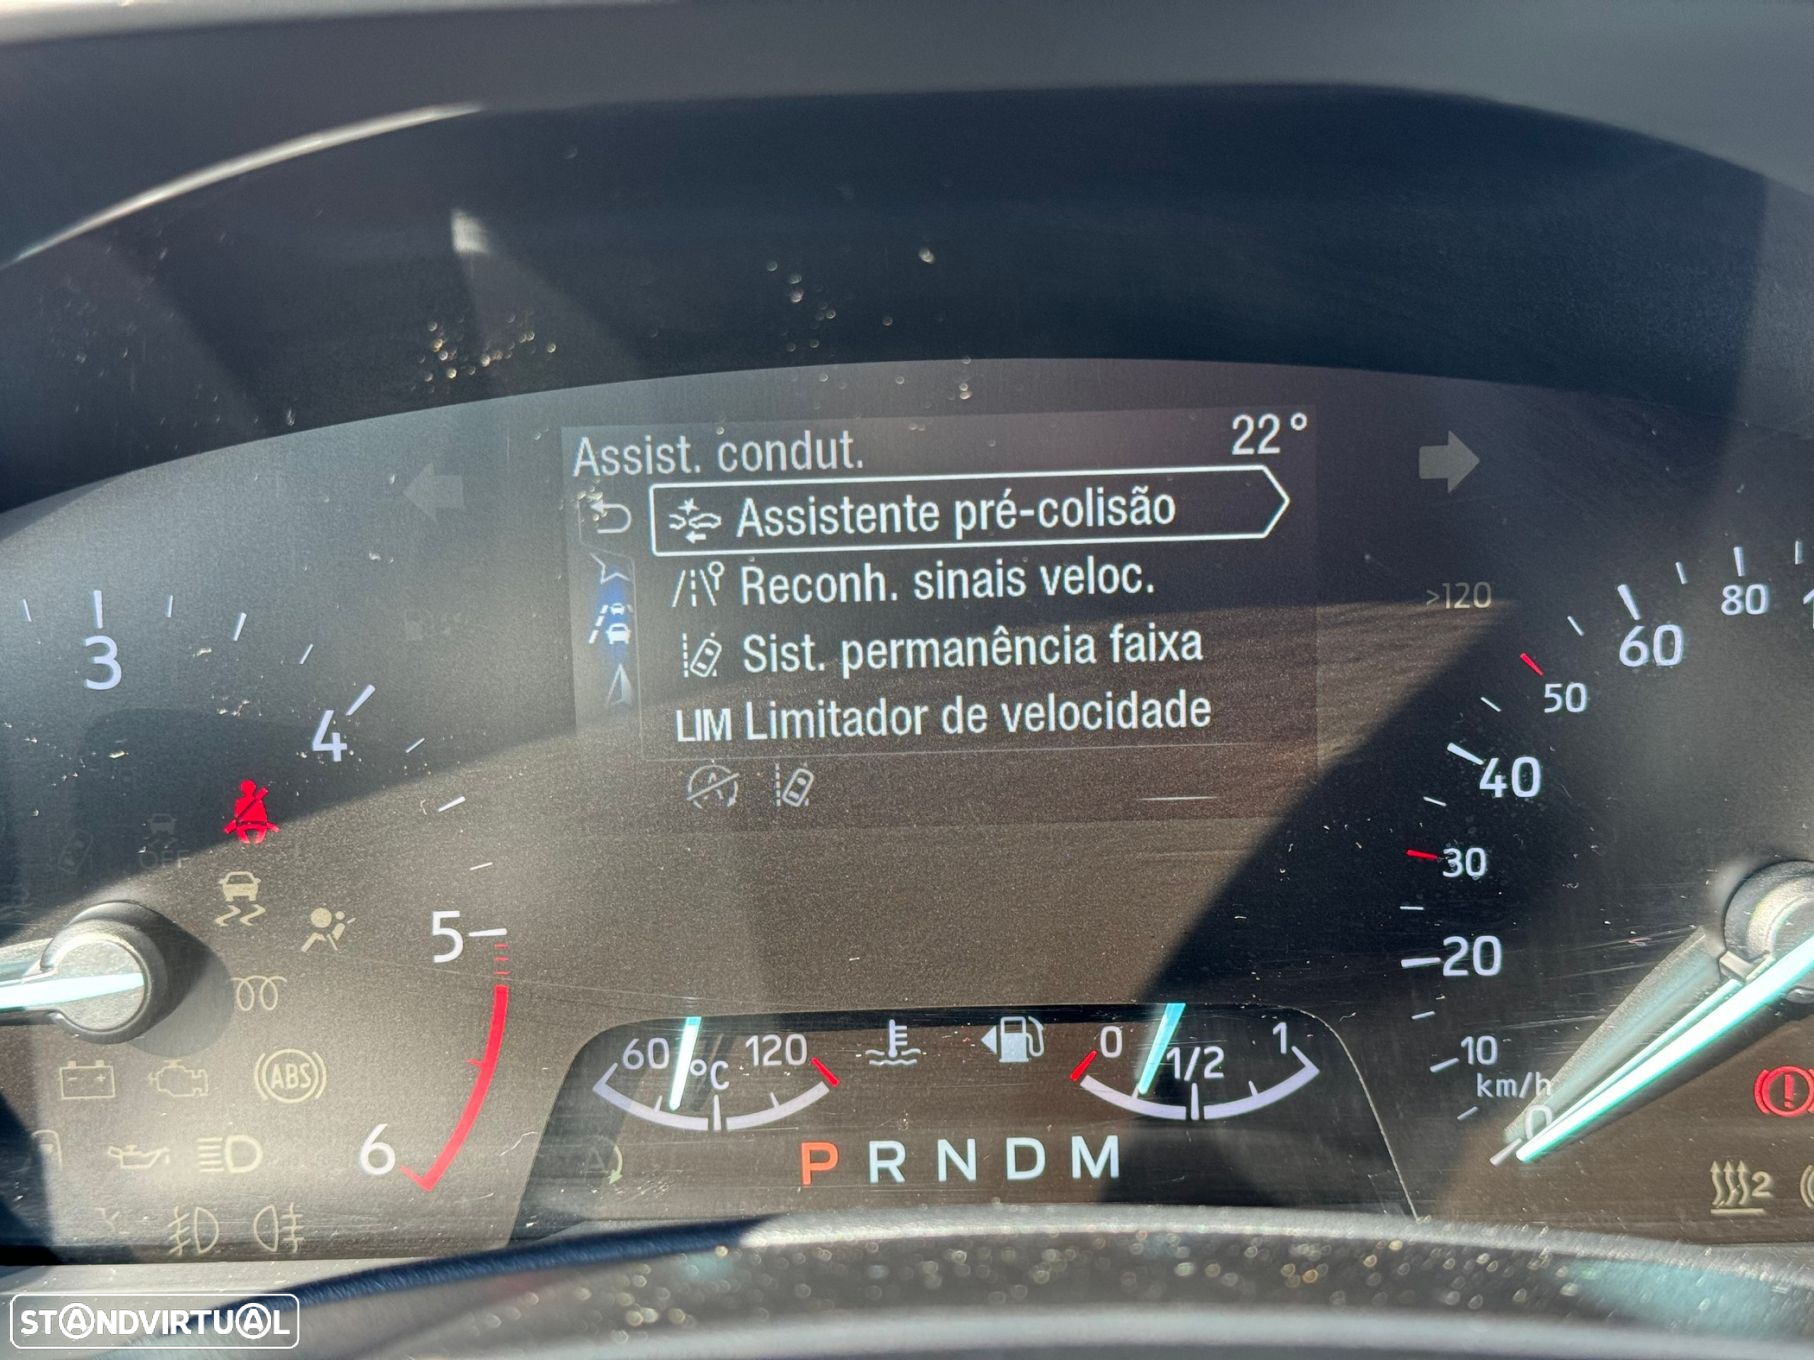 Assist. condut.
22°
Assistente pré-colisão
Reconh. sinais veloc.
Sist. permanência faixa
LIM Limitador de velocidade
3
4
5
6
OFF
ABS
>120
80
60
50
40
30
20
10
km/h
0
60
°C
120
0
1/2
1
P R N D M
A
2
STANDVIRTUAL